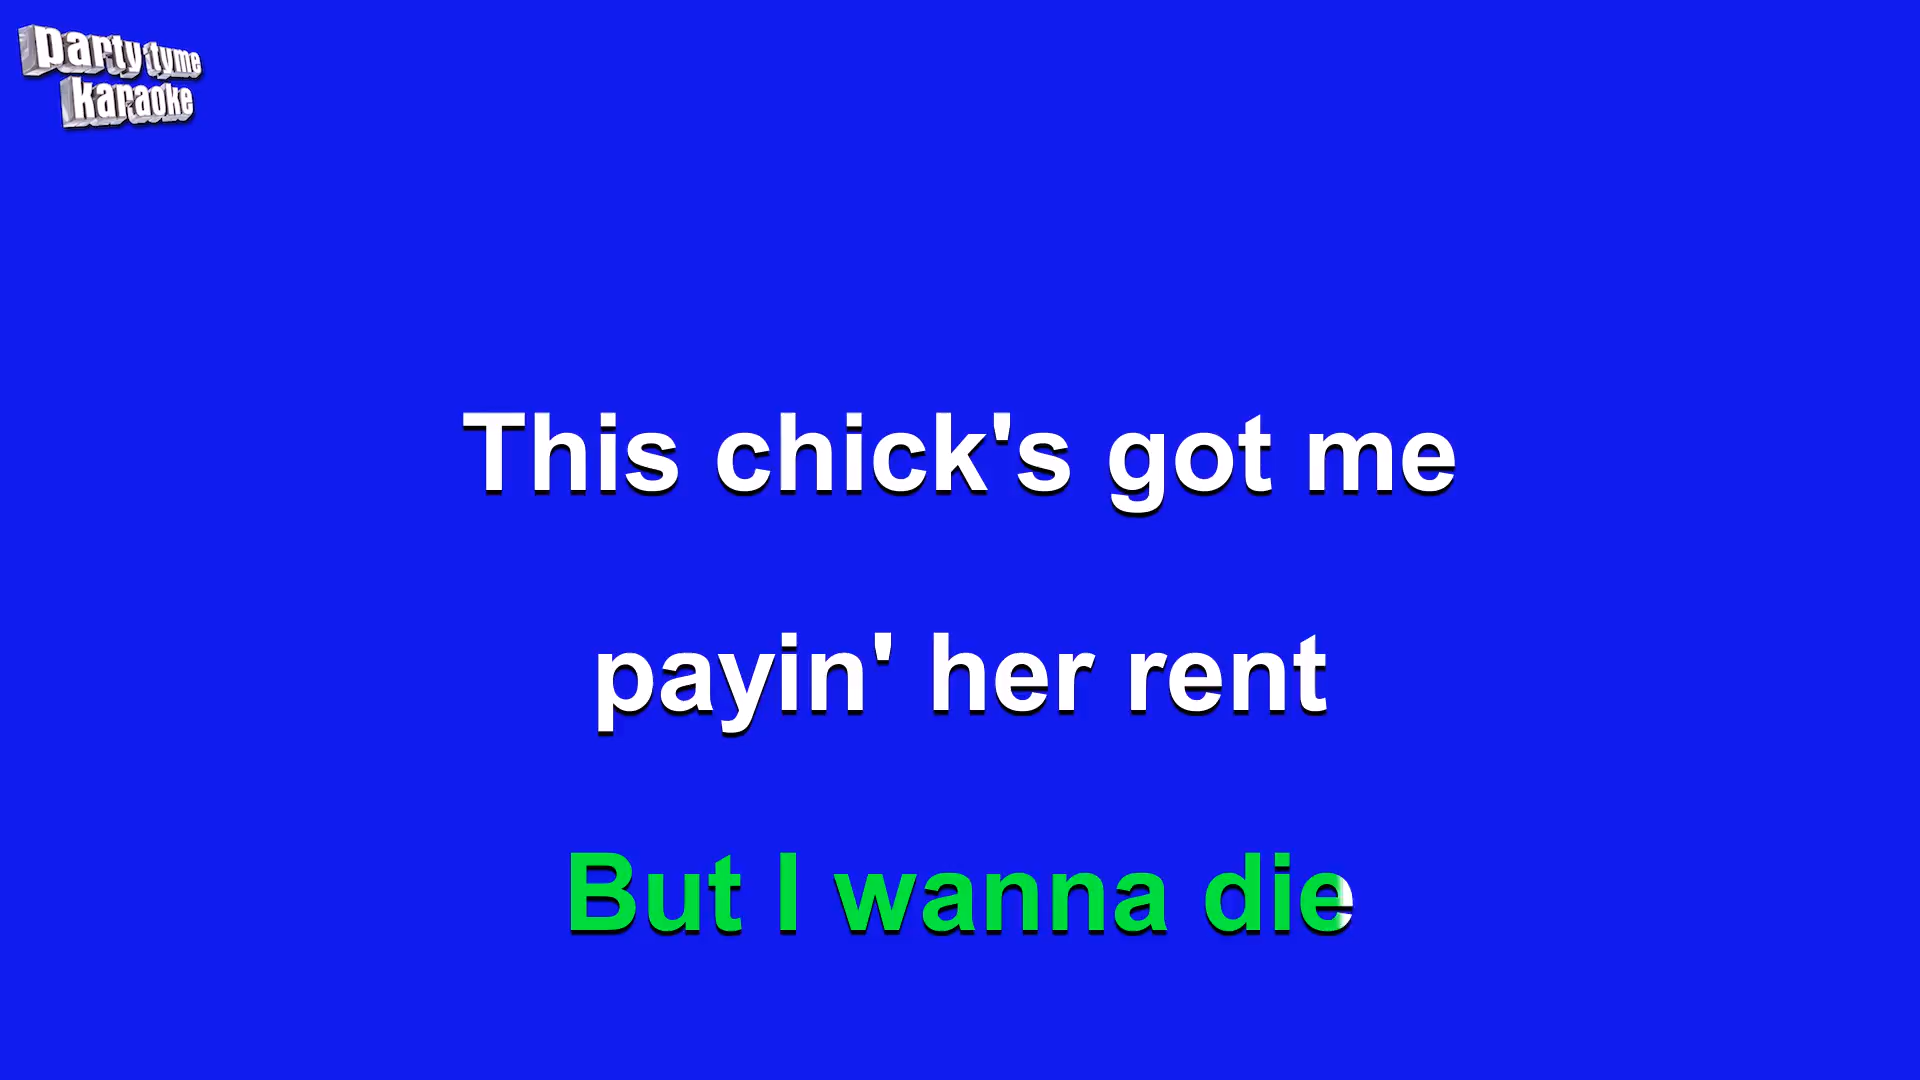 party tyme
karaoke
This chick's got me
payin' her rent
But I wanna die